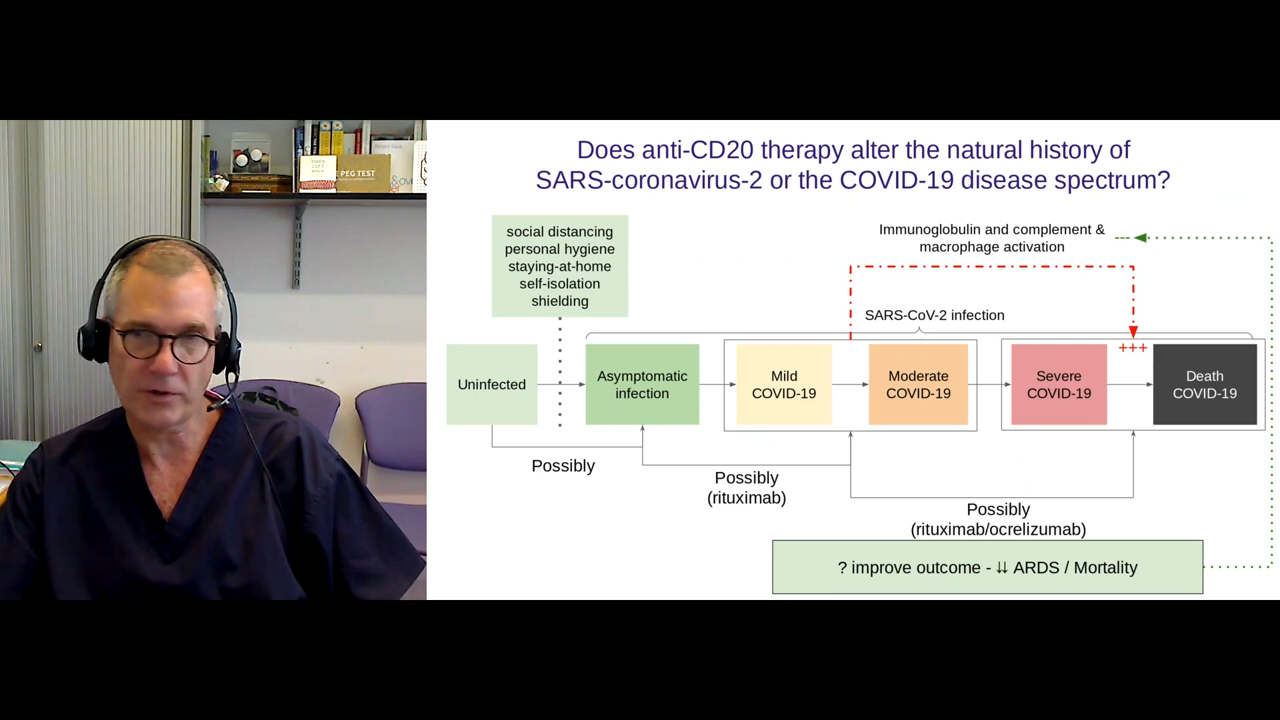 Does anti-CD20 therapy alter the natural history of
SARS-coronavirus-2 or the COVID-19 disease spectrum?
social distancing
personal hygiene
staying-at-home
self-isolation
shielding
Immunoglobulin and complement &
macrophage activation
---
SARS-CoV-2 infection
+++
Uninfected
Asymptomatic
infection
Mild
COVID-19
Moderate
COVID-19
Severe
COVID-19
Death
COVID-19
Possibly
Possibly
(rituximab)
Possibly
(rituximab/ocrelizumab)
? improve outcome - ↓↓ ARDS / Mortality
PEG TEST